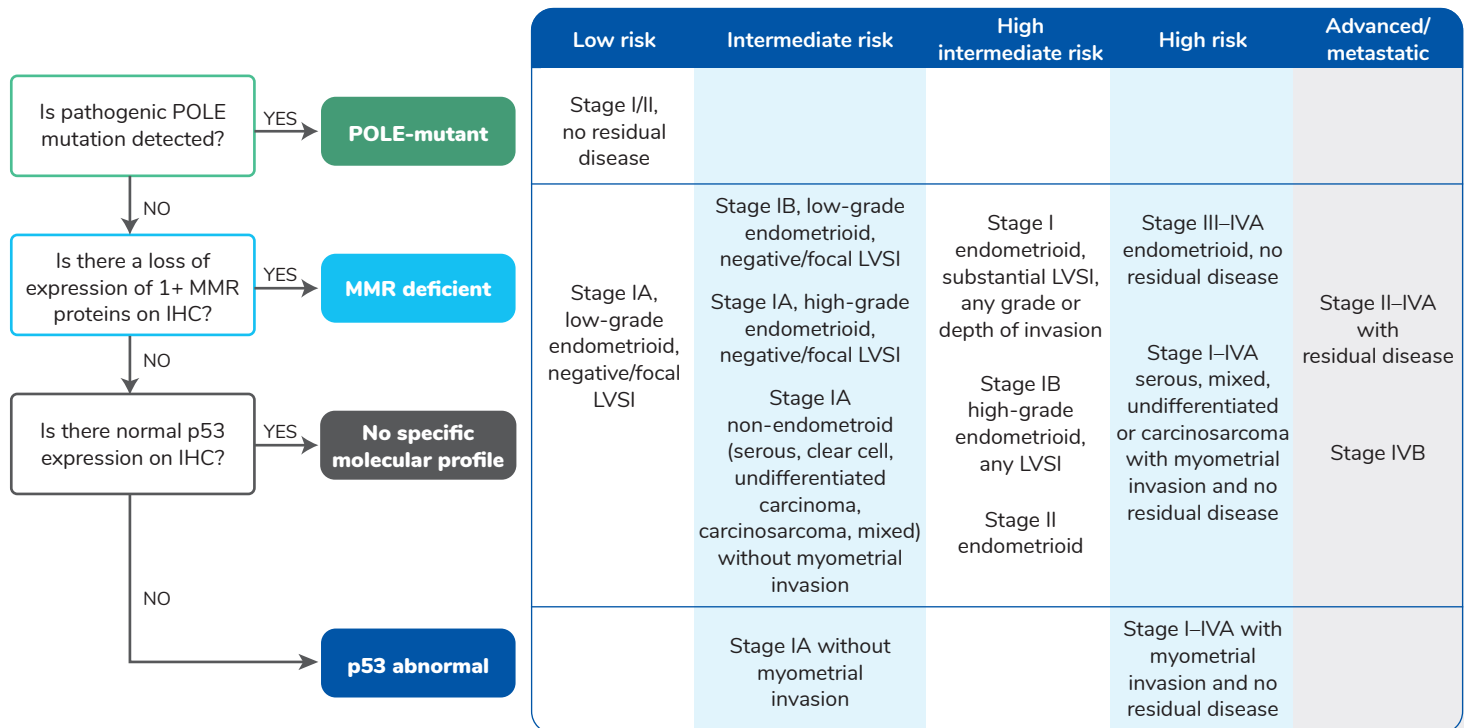 Is pathogenic POLE
mutation detected?
YES
POLE-mutant
NO
Is there a loss of
expression of 1+ MMR
proteins on IHC?
YES
MMR deficient
NO
Is there normal p53
expression on IHC?
YES
No specific
molecular profile
NO
p53 abnormal
Low risk
Intermediate risk
High
intermediate risk
High risk
Advanced/
metastatic
Stage I/II,
no residual
disease
Stage IA,
low-grade
endometrioid,
negative/focal
LVSI
Stage IB, low-grade
endometrioid,
negative/focal LVSI
Stage IA, high-grade
endometrioid,
negative/focal LVSI
Stage IA
non-endometroid
(serous, clear cell,
undifferentiated
carcinoma,
carcinosarcoma, mixed)
without myometrial
invasion
Stage I
endometrioid,
substantial LVSI,
any grade or
depth of invasion
Stage IB
high-grade
endometrioid,
any LVSI
Stage II
endometrioid
Stage III–IVA
endometrioid, no
residual disease
Stage I–IVA
serous, mixed,
undifferentiated
or carcinosarcoma
with myometrial
invasion and no
residual disease
Stage II–IVA
with
residual disease
Stage IVB
Stage IA without
myometrial
invasion
Stage I–IVA with
myometrial
invasion and no
residual disease